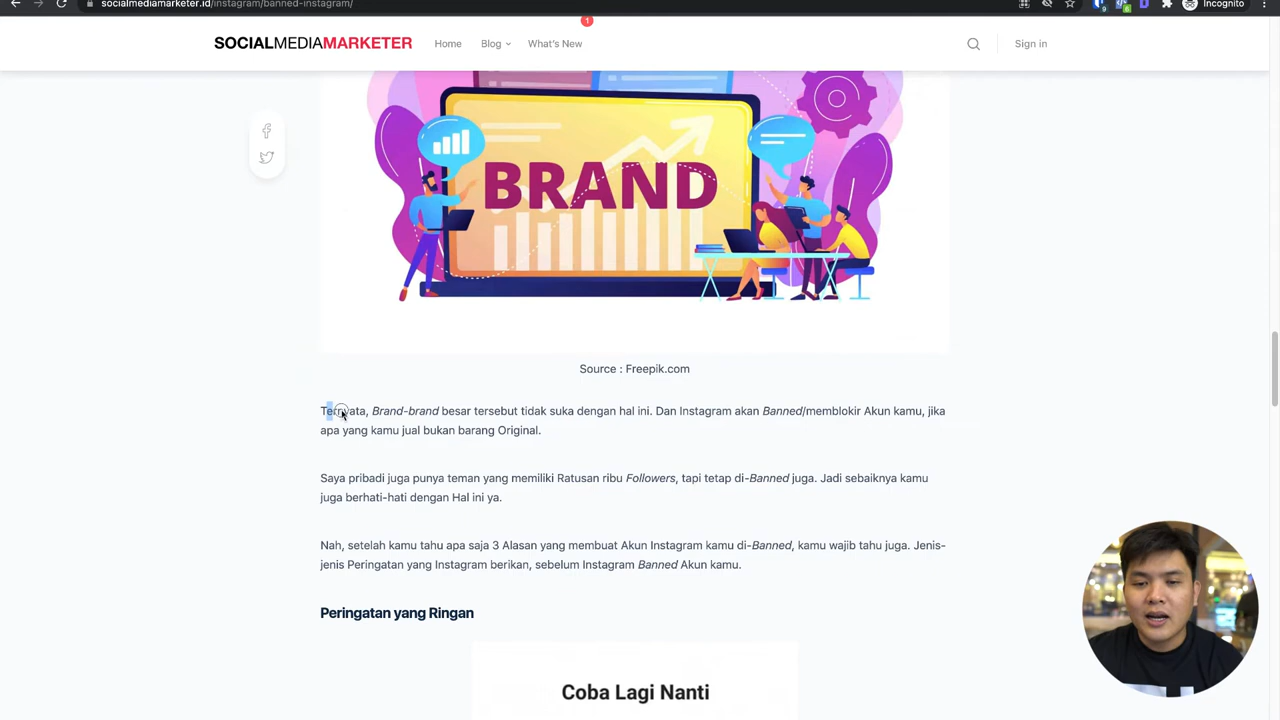 socialmediamarketer.id/instagram/banned-instagram/
Incognito
1
SOCIALMEDIAMARKETER
Home
Blog
What's New
Sign in
BRAND
Source : Freepik.com
Ternyata, Brand-brand besar tersebut tidak suka dengan hal ini. Dan Instagram akan Banned/memblokir Akun kamu, jika
apa yang kamu jual bukan barang Original.
Saya pribadi juga punya teman yang memiliki Ratusan ribu Followers, tapi tetap di-Banned juga. Jadi sebaiknya kamu
juga berhati-hati dengan Hal ini ya.
Nah, setelah kamu tahu apa saja 3 Alasan yang membuat Akun Instagram kamu di-Banned, kamu wajib tahu juga. Jenis-
jenis Peringatan yang Instagram berikan, sebelum Instagram Banned Akun kamu.
Peringatan yang Ringan
Coba Lagi Nanti